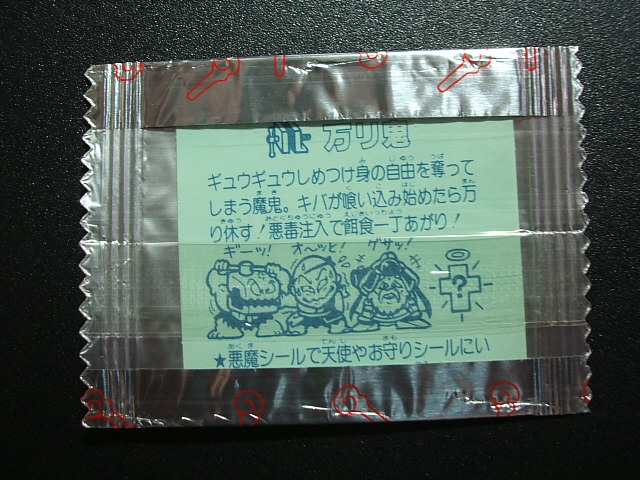 万リ鬼
ギュウギュウしめつけ身の自由を奪って
しまう魔鬼。キバが喰い込み始めたら万
り休す!悪毒注入で餌食一丁あがり!
ギーッ! オ〜ッと! グサッ!
?
★悪魔シールで天使やお守りシールにい